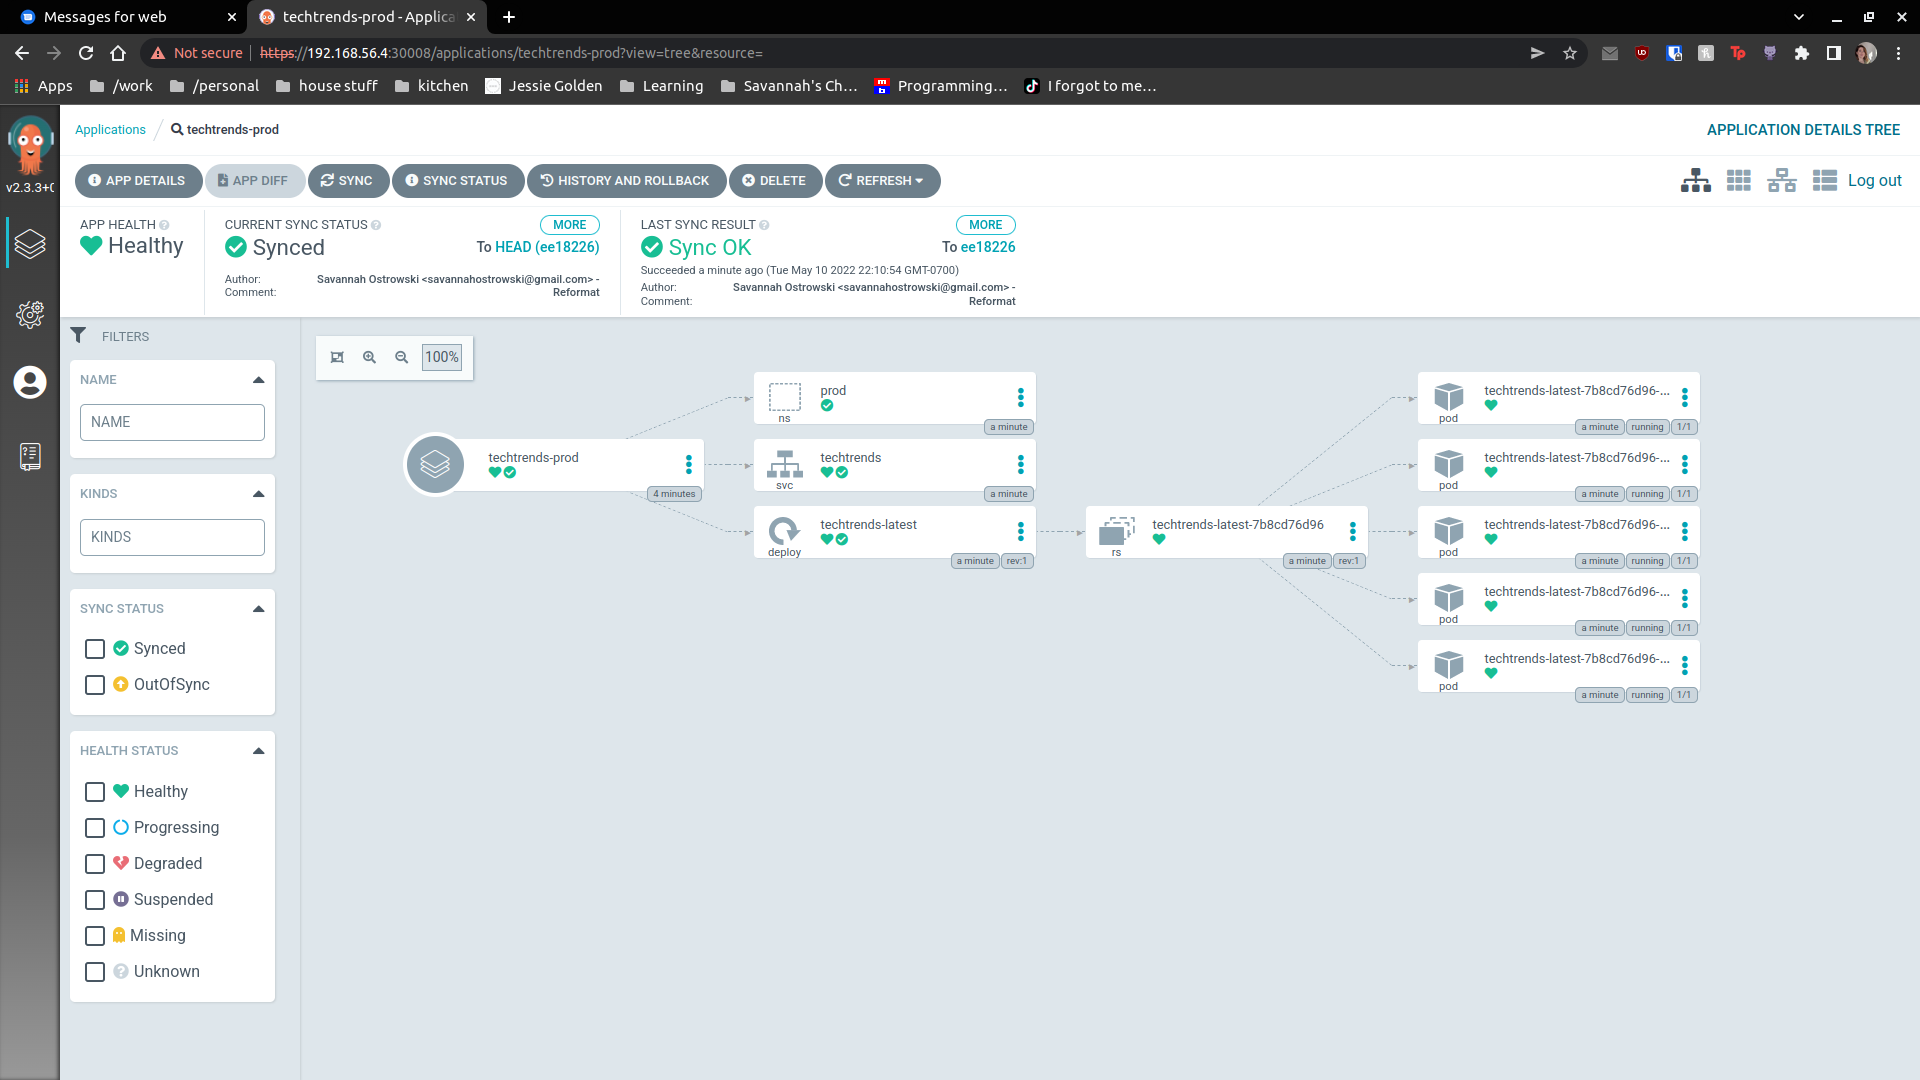 Messages for web
techtrends-prod - Applica
Not secure https://192.168.56.4:30008/applications/techtrends-prod?view=tree&resource=
Apps /work /personal house stuff kitchen Jessie Golden Learning Savannah's Ch… Programming… I forgot to me…
Applications / techtrends-prod
APPLICATION DETAILS TREE
v2.3.3+0
APP DETAILS APP DIFF SYNC SYNC STATUS HISTORY AND ROLLBACK DELETE REFRESH
Log out
APP HEALTH
Healthy
CURRENT SYNC STATUS MORE
Synced To HEAD (ee18226)
Author: Savannah Ostrowski <savannahostrowski@gmail.com> -
Comment: Reformat
LAST SYNC RESULT MORE
Sync OK To ee18226
Succeeded a minute ago (Tue May 10 2022 22:10:54 GMT-0700)
Author: Savannah Ostrowski <savannahostrowski@gmail.com> -
Comment: Reformat
FILTERS
NAME
NAME
KINDS
KINDS
SYNC STATUS
Synced
OutOfSync
HEALTH STATUS
Healthy
Progressing
Degraded
Suspended
Missing
Unknown
100%
techtrends-prod
4 minutes
prod
ns
a minute
techtrends
svc
a minute
techtrends-latest
deploy
a minute rev:1
techtrends-latest-7b8cd76d96
rs
a minute rev:1
techtrends-latest-7b8cd76d96-...
pod
a minute running 1/1
techtrends-latest-7b8cd76d96-...
pod
a minute running 1/1
techtrends-latest-7b8cd76d96-...
pod
a minute running 1/1
techtrends-latest-7b8cd76d96-...
pod
a minute running 1/1
techtrends-latest-7b8cd76d96-...
pod
a minute running 1/1